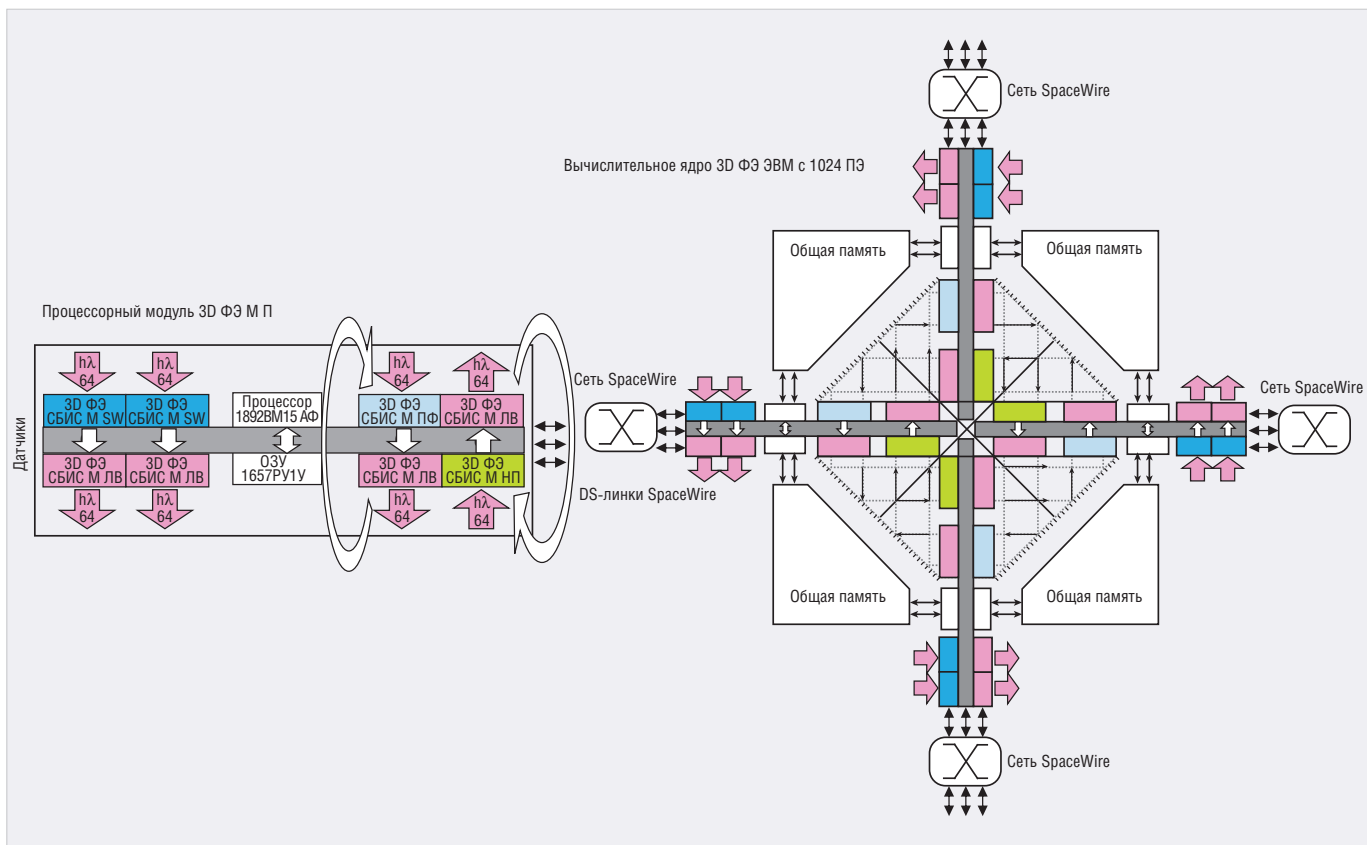 Сеть SpaceWire
Вычислительное ядро 3D ФЭ ЭВМ с 1024 ПЭ
Общая память
Общая память
Процессорный модуль 3D ФЭ М П
Датчики
hλ
64
hλ
64
hλ
64
hλ
64
3D ФЭ
СБИС М SW
3D ФЭ
СБИС М SW
Процессор
1892ВМ15 АФ
3D ФЭ
СБИС М ПФ
3D ФЭ
СБИС М ЛВ
3D ФЭ
СБИС М ЛВ
3D ФЭ
СБИС М ЛВ
ОЗУ
1657РУ1У
3D ФЭ
СБИС М ЛВ
3D ФЭ
СБИС М НП
hλ
64
hλ
64
hλ
64
hλ
64
Сеть SpaceWire
DS-линки SpaceWire
Сеть SpaceWire
Общая память
Общая память
Сеть SpaceWire